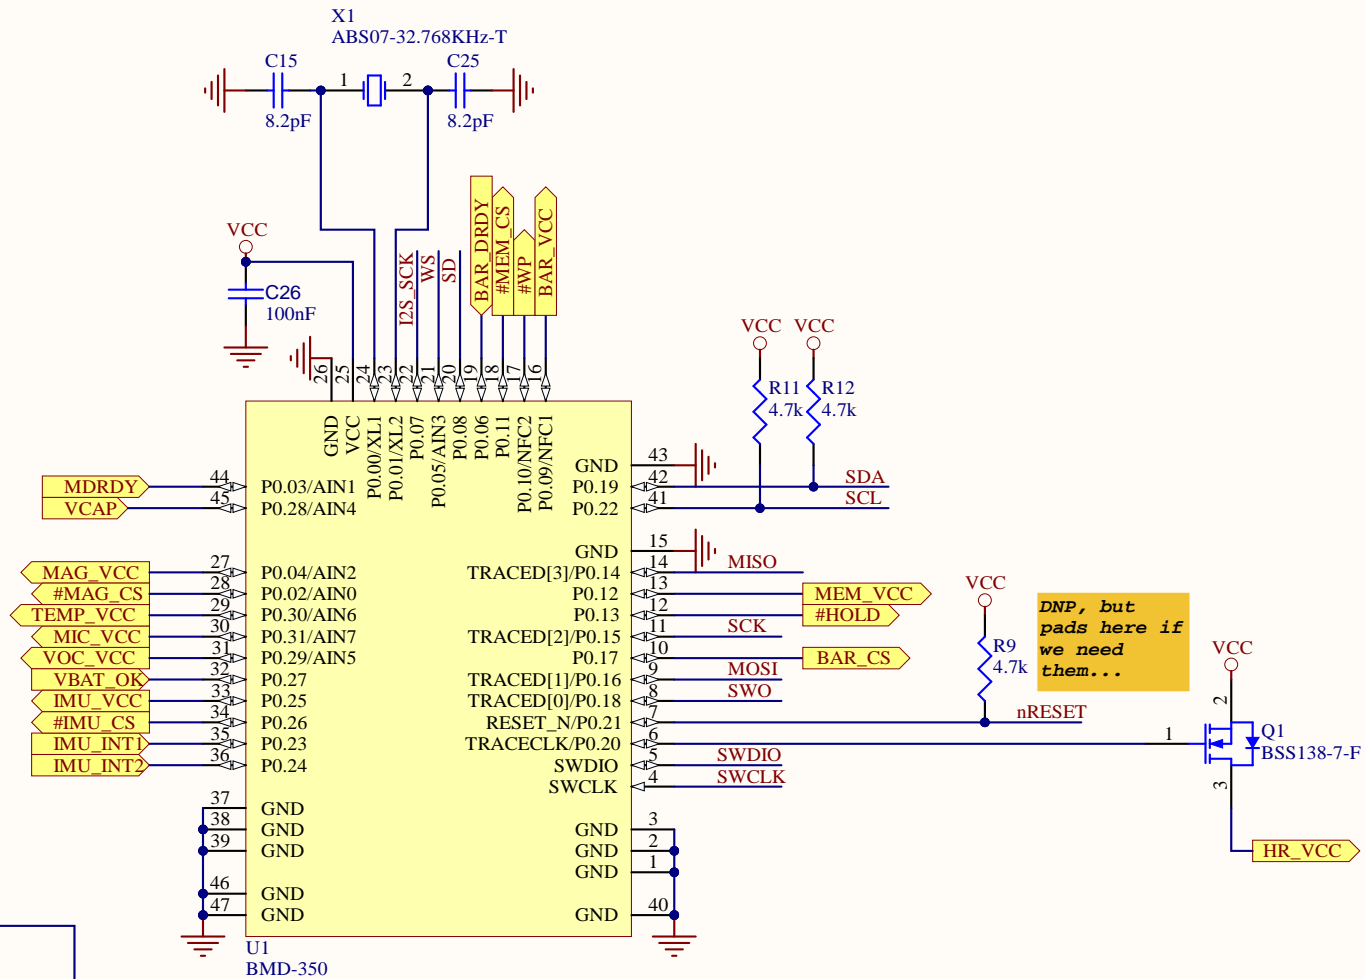 X1
ABS07-32.768KHz-T
C15
1
2
C25
8.2pF
8.2pF
VCC
C26
100nF
I2S_SCK
WS
SD
BAR_DRDY
#MEM_CS
#WP
BAR_VCC
26
25
24
23
22
21
20
19
18
17
16
GND
VCC
P0.00/XL1
P0.01/XL2
P0.07
P0.05/AIN3
P0.08
P0.06
P0.11
P0.10/NFC2
P0.09/NFC1
VCC
VCC
R11
4.7k
R12
4.7k
MDRDY
44
P0.03/AIN1
VCAP
45
P0.28/AIN4
MAG_VCC
27
P0.04/AIN2
#MAG_CS
28
P0.02/AIN0
TEMP_VCC
29
P0.30/AIN6
MIC_VCC
30
P0.31/AIN7
VOC_VCC
31
P0.29/AIN5
VBAT_OK
32
P0.27
IMU_VCC
33
P0.25
#IMU_CS
34
P0.26
IMU_INT1
35
P0.23
IMU_INT2
36
P0.24
37
GND
38
GND
39
GND
46
GND
47
GND
GND
43
P0.19
42
SDA
P0.22
41
SCL
GND
15
TRACED[3]/P0.14
14
MISO
P0.12
13
MEM_VCC
P0.13
12
#HOLD
TRACED[2]/P0.15
11
SCK
P0.17
10
BAR_CS
TRACED[1]/P0.16
9
MOSI
TRACED[0]/P0.18
8
SWO
RESET_N/P0.21
7
nRESET
TRACECLK/P0.20
6
SWDIO
5
SWDIO
SWCLK
4
SWCLK
GND
3
GND
2
GND
1
GND
40
VCC
R9
4.7k
DNP, but
pads here if
we need
them...
VCC
2
1
Q1
BSS138-7-F
3
HR_VCC
U1
BMD-350